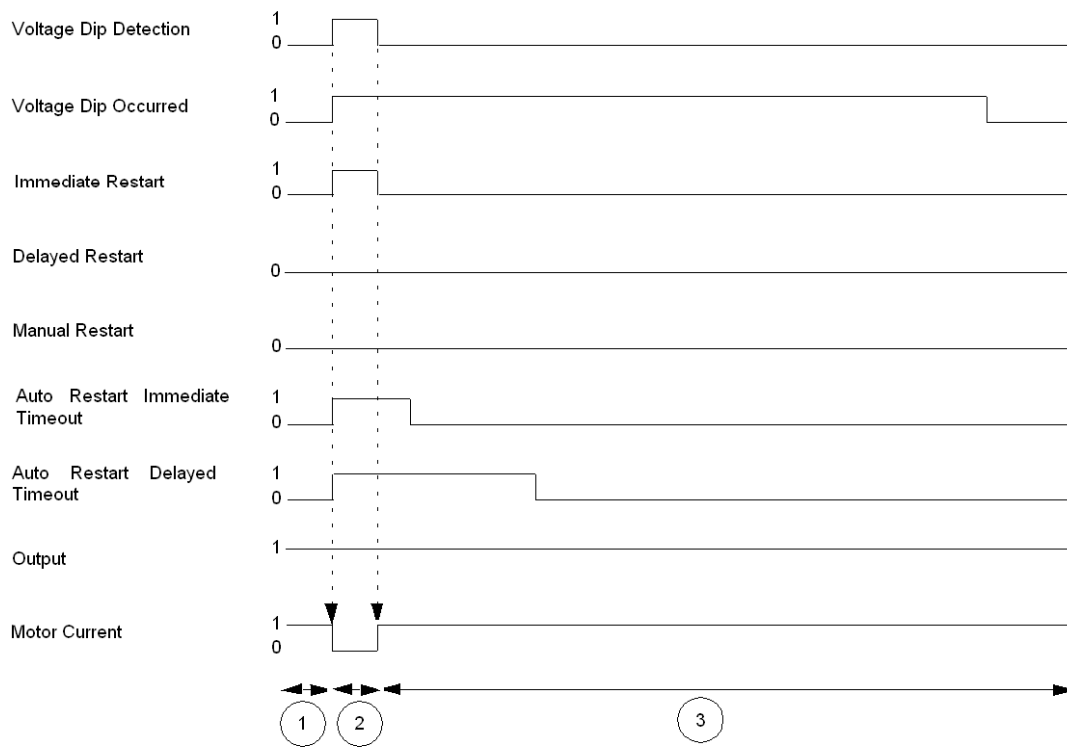 Voltage Dip Detection
1
0
Voltage Dip Occurred
1
0
Immediate Restart
1
0
Delayed Restart
0
Manual Restart
0
Auto Restart Immediate
Timeout
1
0
Auto Restart Delayed
Timeout
1
0
Output
1
Motor Current
1
0
1
2
3